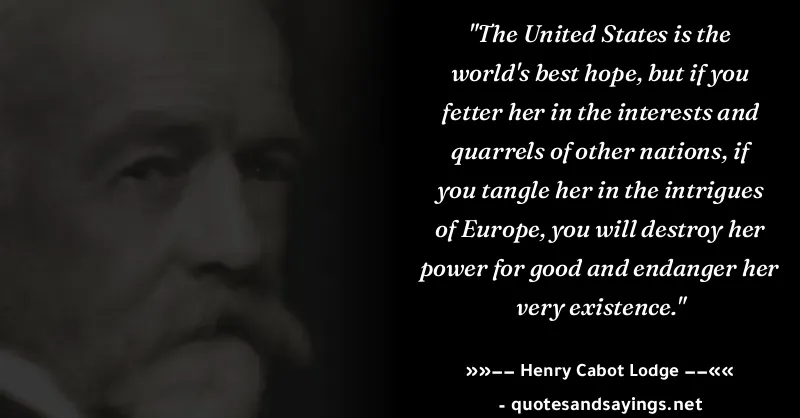 "The United States is the
world's best hope, but if you
fetter her in the interests and
quarrels of other nations, if
you tangle her in the intrigues
of Europe, you will destroy her
power for good and endanger her
very existence."
»»–– Henry Cabot Lodge ––««
- quotesandsayings.net